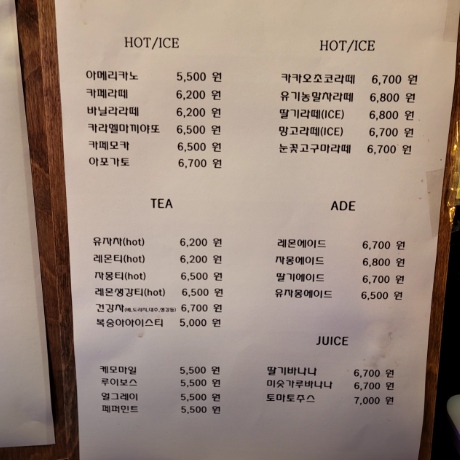 HOT/ICE
아메리카노 5,500 원
카페라떼 6,200 원
바닐라라떼 6,200 원
카라멜마끼아또 6,500 원
카페모카 6,500 원
아포가토 6,700 원
HOT/ICE
카카오초코라떼 6,700 원
유기농말차라떼 6,800 원
딸기라떼(ICE) 6,800 원
망고라떼(ICE) 6,700 원
눈꽃고구마라떼 6,700 원
TEA
유자차(hot) 6,200 원
레몬티(hot) 6,200 원
자몽티(hot) 6,500 원
레몬생강티(hot) 6,500 원
건강차 6,700 원
복숭아아이스티 5,000 원
케모마일 5,500 원
루이보스 5,500 원
얼그레이 5,500 원
페퍼민트 5,500 원
ADE
레몬에이드 6,700 원
자몽에이드 6,800 원
딸기에이드 6,700 원
유자몽에이드 6,500 원
JUICE
딸기바나나 6,700 원
미숫가루바나나 6,700 원
토마토주스 7,000 원